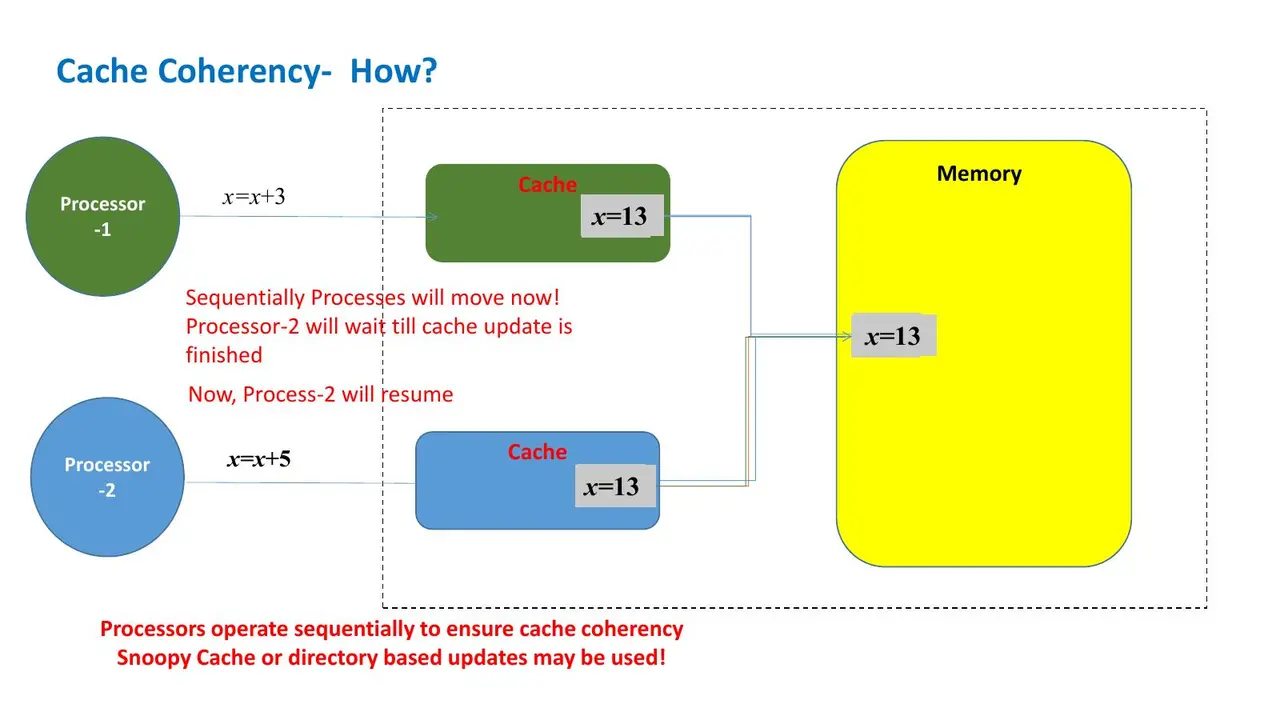 Cache Coherency-  How?
Processor
-1
x=x+3
Cache
x=13
Memory
Sequentially Processes will move now!
Processor-2 will wait till cache update is
finished
x=13
Now, Process-2 will resume
Processor
-2
x=x+5
Cache
x=13
Processors operate sequentially to ensure cache coherency
Snoopy Cache or directory based updates may be used!